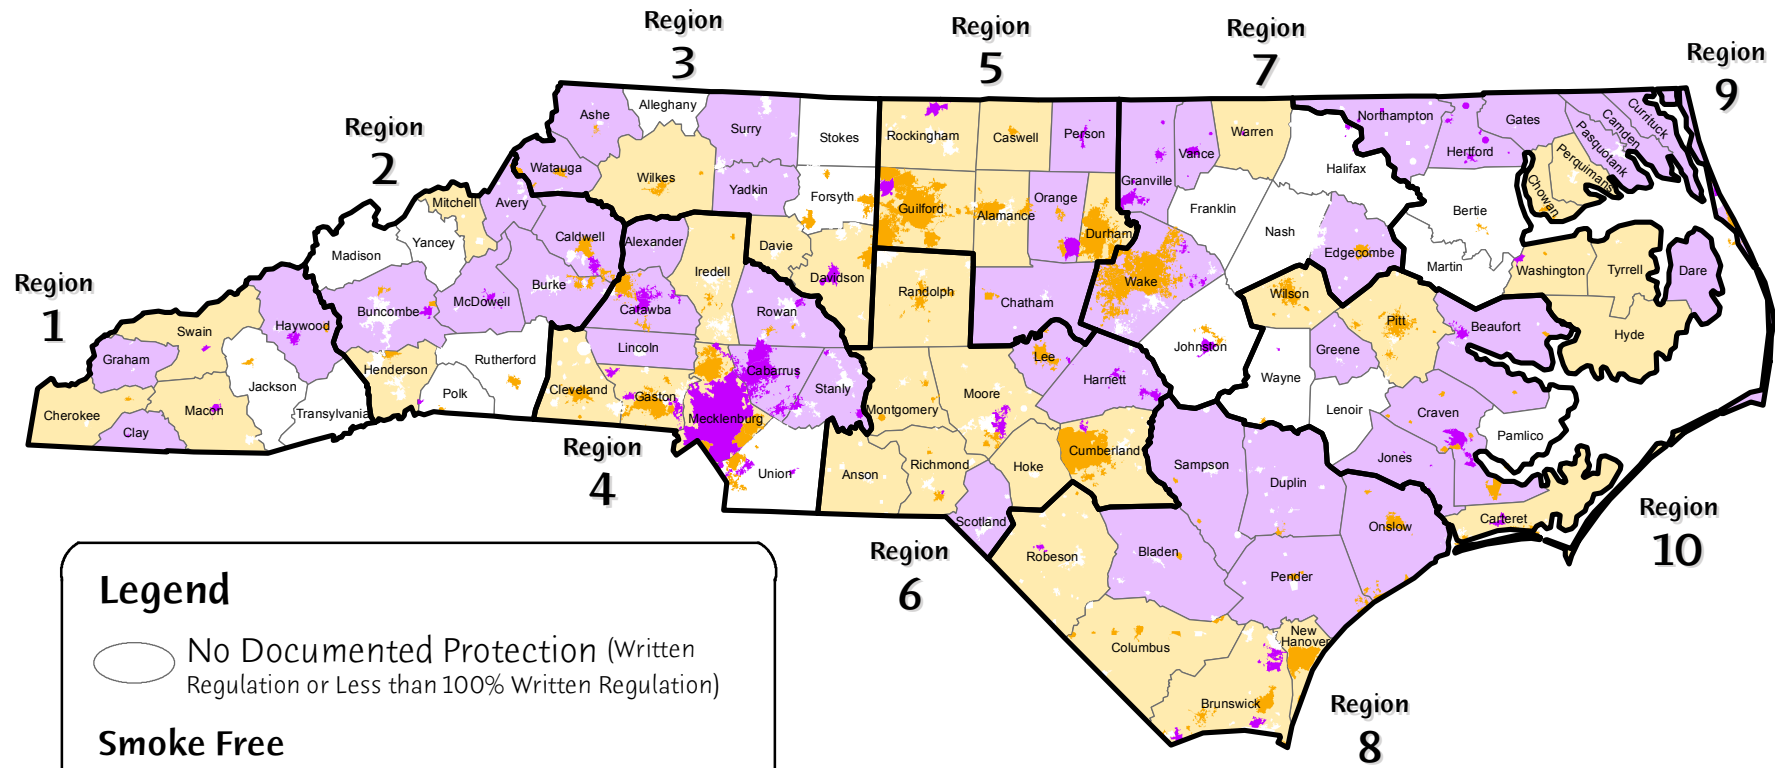 Region
3
Region
5
Region
7
Region
9
Region
2
Region
1
Ashe
Alleghany
Surry
Stokes
Rockingham
Caswell
Person
Granville
Vance
Warren
Halifax
Northampton
Hertford
Gates
Currituck
Camden
Pasquotank
Perquimans
Chowan
Watauga
Wilkes
Yadkin
Forsyth
Guilford
Alamance
Orange
Durham
Franklin
Nash
Bertie
Mitchell
Avery
Yancey
Madison
Caldwell
Alexander
Iredell
Davie
Davidson
Randolph
Chatham
Wake
Edgecombe
Martin
Washington
Tyrrell
Dare
Swain
Haywood
Buncombe
McDowell
Burke
Catawba
Rowan
Lincoln
Wilson
Pitt
Beaufort
Hyde
Graham
Jackson
Henderson
Rutherford
Polk
Cleveland
Gaston
Cabarrus
Stanly
Mecklenburg
Montgomery
Moore
Lee
Harnett
Johnston
Wayne
Greene
Lenoir
Craven
Pamlico
Cherokee
Clay
Macon
Transylvania
Union
Anson
Richmond
Hoke
Cumberland
Scotland
Sampson
Duplin
Jones
Onslow
Carteret
Robeson
Bladen
Pender
Columbus
New
Hanover
Brunswick
Region
4
Region
6
Region
8
Region
10
Legend
No Documented Protection (Written
Regulation or Less than 100% Written Regulation)
Smoke Free